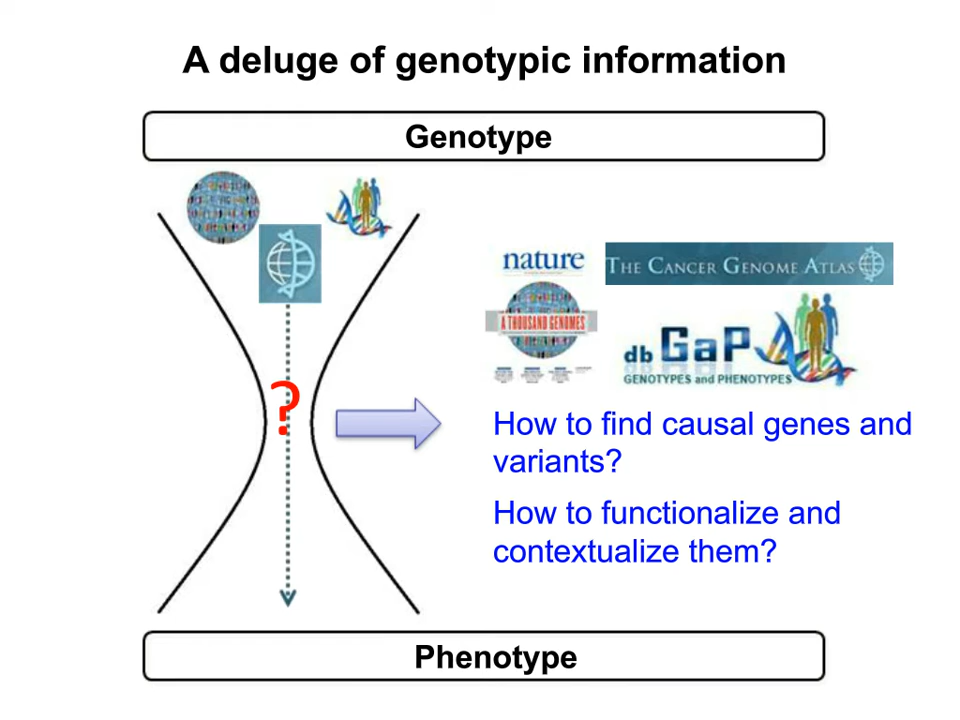 A deluge of genotypic information
Genotype
nature
THE CANCER GENOME ATLAS
A THOUSAND GENOMES
db GaP
GENOTYPES and PHENOTYPES
?
How to find causal genes and
variants?
How to functionalize and
contextualize them?
Phenotype